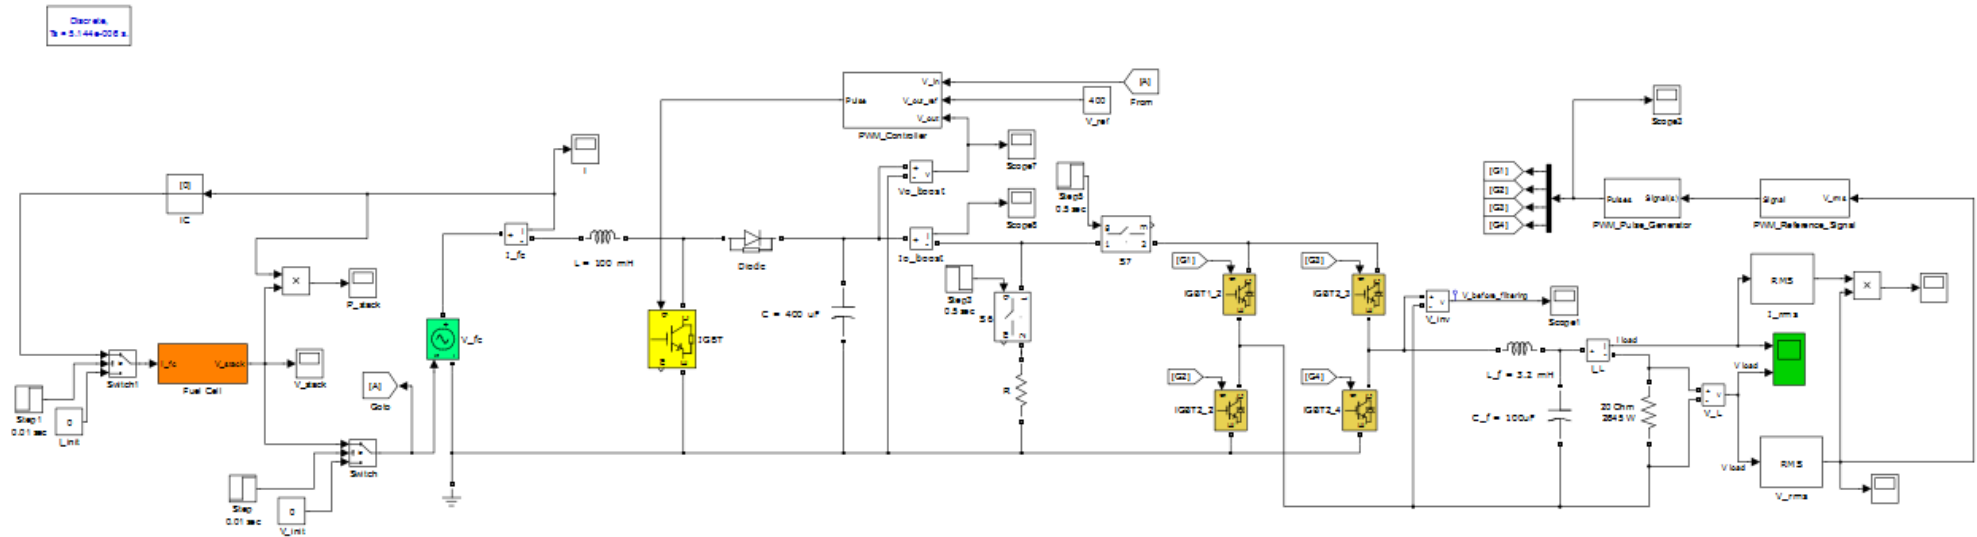 Discrete,
Ts = 5.144e-006 s.
V_in
[A]
From
Pulse
V_out_ref
400
V_ref
V_out
PWM_Controller
Scope3
I
Scope7
Vo_boost
[0]
IC
Step5
0.5 sec
[G1]
[G2]
[G3]
[G4]
Pulses
Signal(s)
PWM_Pulse_Generator
Signal
V_rms
PWM_Reference_Signal
I_fc
L = 100 mH
Diode
Io_boost
S7
[G1]
[G3]
IGBT1_2
IGBT2_3
×
P_stack
Step3
0.5 sec
S6
C = 400 uF
V_before_filtering
V_inv
Scope1
RMS
I_rms
×
V_fc
IGBT
I load
I_L
L_f = 3.2 mH
V load
Switch1
I_fc
V_stack
Fuel Cell
V_stack
[A]
Goto
R
[G2]
[G4]
IGBT2_2
IGBT2_4
C_f = 100uF
20 Ohm
2645 W
V_L
Step1
0.01 sec
0
I_init
Switch
V load
RMS
V_rms
Step
0.01 sec
0
V_init